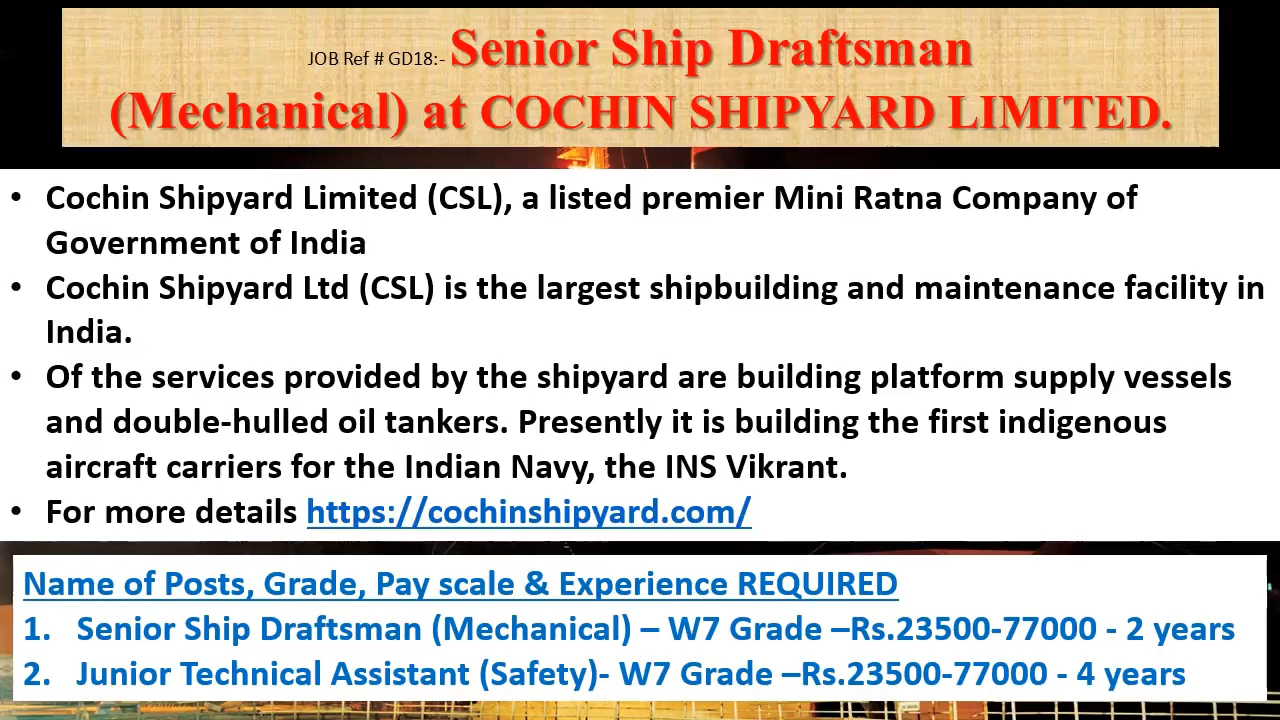 JOB Ref # GD18:- Senior Ship Draftsman
(Mechanical) at COCHIN SHIPYARD LIMITED.
• Cochin Shipyard Limited (CSL), a listed premier Mini Ratna Company of
Government of India
• Cochin Shipyard Ltd (CSL) is the largest shipbuilding and maintenance facility in
India.
• Of the services provided by the shipyard are building platform supply vessels
and double-hulled oil tankers. Presently it is building the first indigenous
aircraft carriers for the Indian Navy, the INS Vikrant.
• For more details https://cochinshipyard.com/
Name of Posts, Grade, Pay scale & Experience REQUIRED
1. Senior Ship Draftsman (Mechanical) – W7 Grade –Rs.23500-77000 - 2 years
2. Junior Technical Assistant (Safety)- W7 Grade –Rs.23500-77000 - 4 years